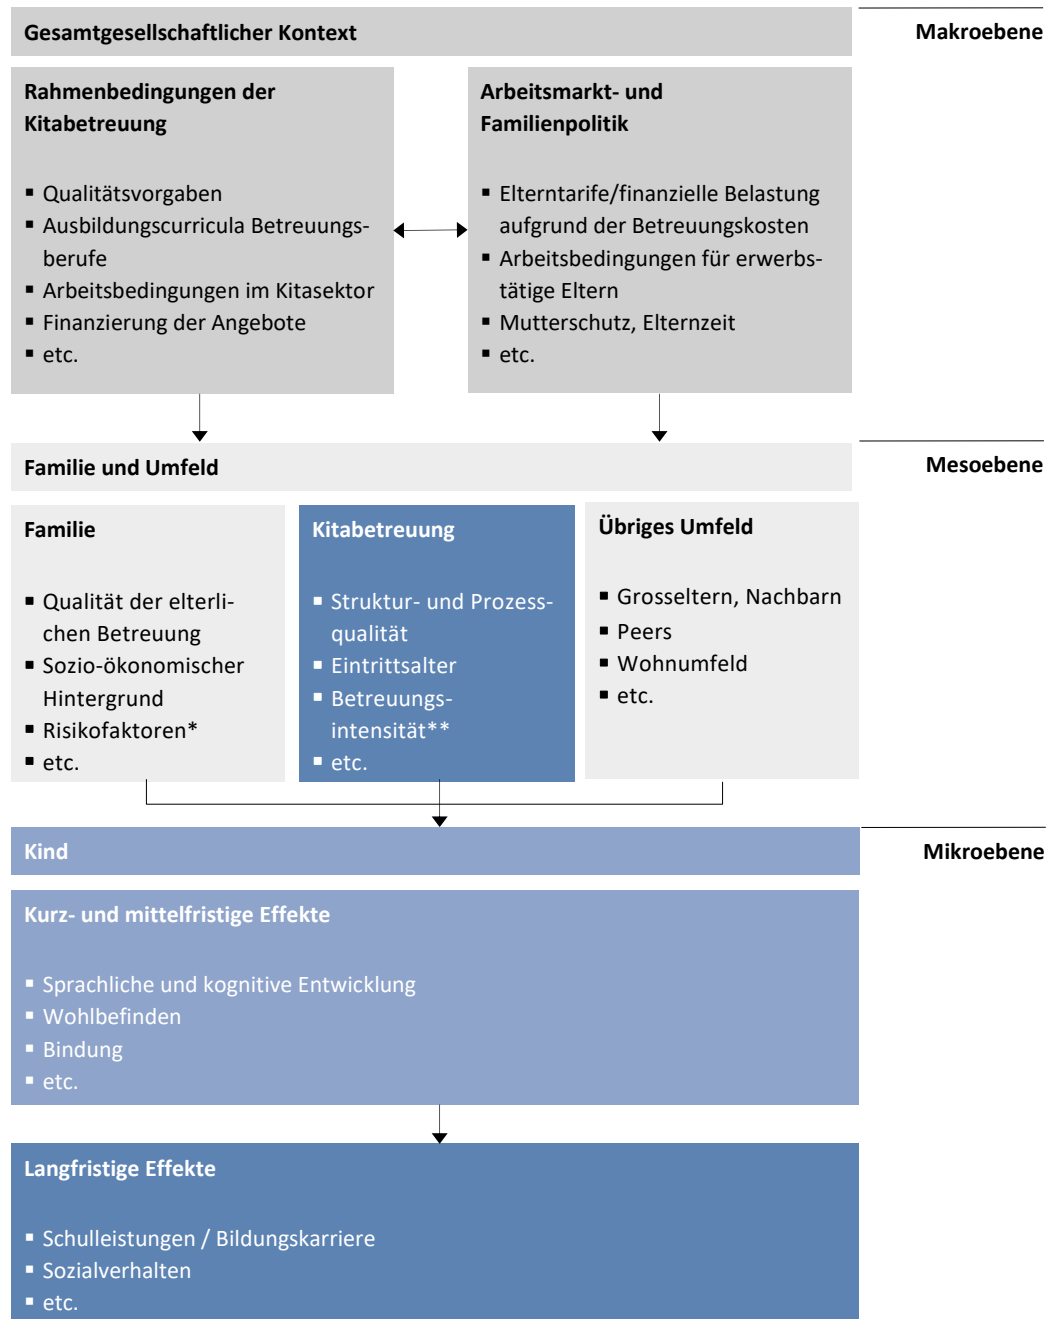 Gesamtgesellschaftlicher Kontext
Makroebene
Rahmenbedingungen der
Kitabetreuung
▪ Qualitätsvorgaben
▪ Ausbildungscurricula Betreuungs-
berufe
▪ Arbeitsbedingungen im Kitasektor
▪ Finanzierung der Angebote
▪ etc.
Arbeitsmarkt- und
Familienpolitik
▪ Elterntarife/finanzielle Belastung
aufgrund der Betreuungskosten
▪ Arbeitsbedingungen für erwerbs-
tätige Eltern
▪ Mutterschutz, Elternzeit
▪ etc.
Familie und Umfeld
Mesoebene
Familie
▪ Qualität der elterli-
chen Betreuung
▪ Sozio-ökonomischer
Hintergrund
▪ Risikofaktoren*
▪ etc.
Kitabetreuung
▪ Struktur- und Prozess-
qualität
▪ Eintrittsalter
▪ Betreuungs-
intensität**
▪ etc.
Übriges Umfeld
▪ Grosseltern, Nachbarn
▪ Peers
▪ Wohnumfeld
▪ etc.
Kind
Mikroebene
Kurz- und mittelfristige Effekte
▪ Sprachliche und kognitive Entwicklung
▪ Wohlbefinden
▪ Bindung
▪ etc.
Langfristige Effekte
▪ Schulleistungen / Bildungskarriere
▪ Sozialverhalten
▪ etc.